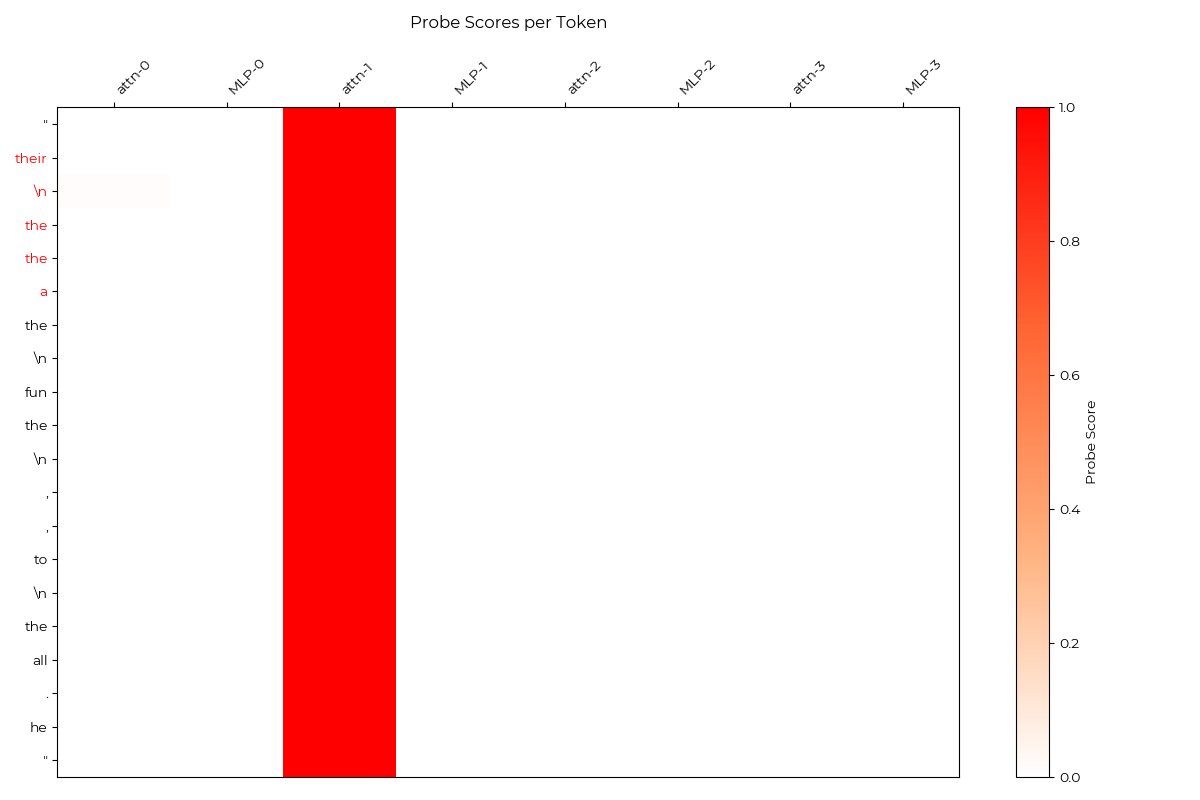 Probe Scores per Token
attn-0 MLP-0 attn-1 MLP-1 attn-2 MLP-2 attn-3 MLP-3
"
their
\n
the
the
a
the
\n
fun
the
\n
,
,
to
\n
the
all
.
he
"
1.0
0.8
0.6
0.4
0.2
0.0
Probe Score